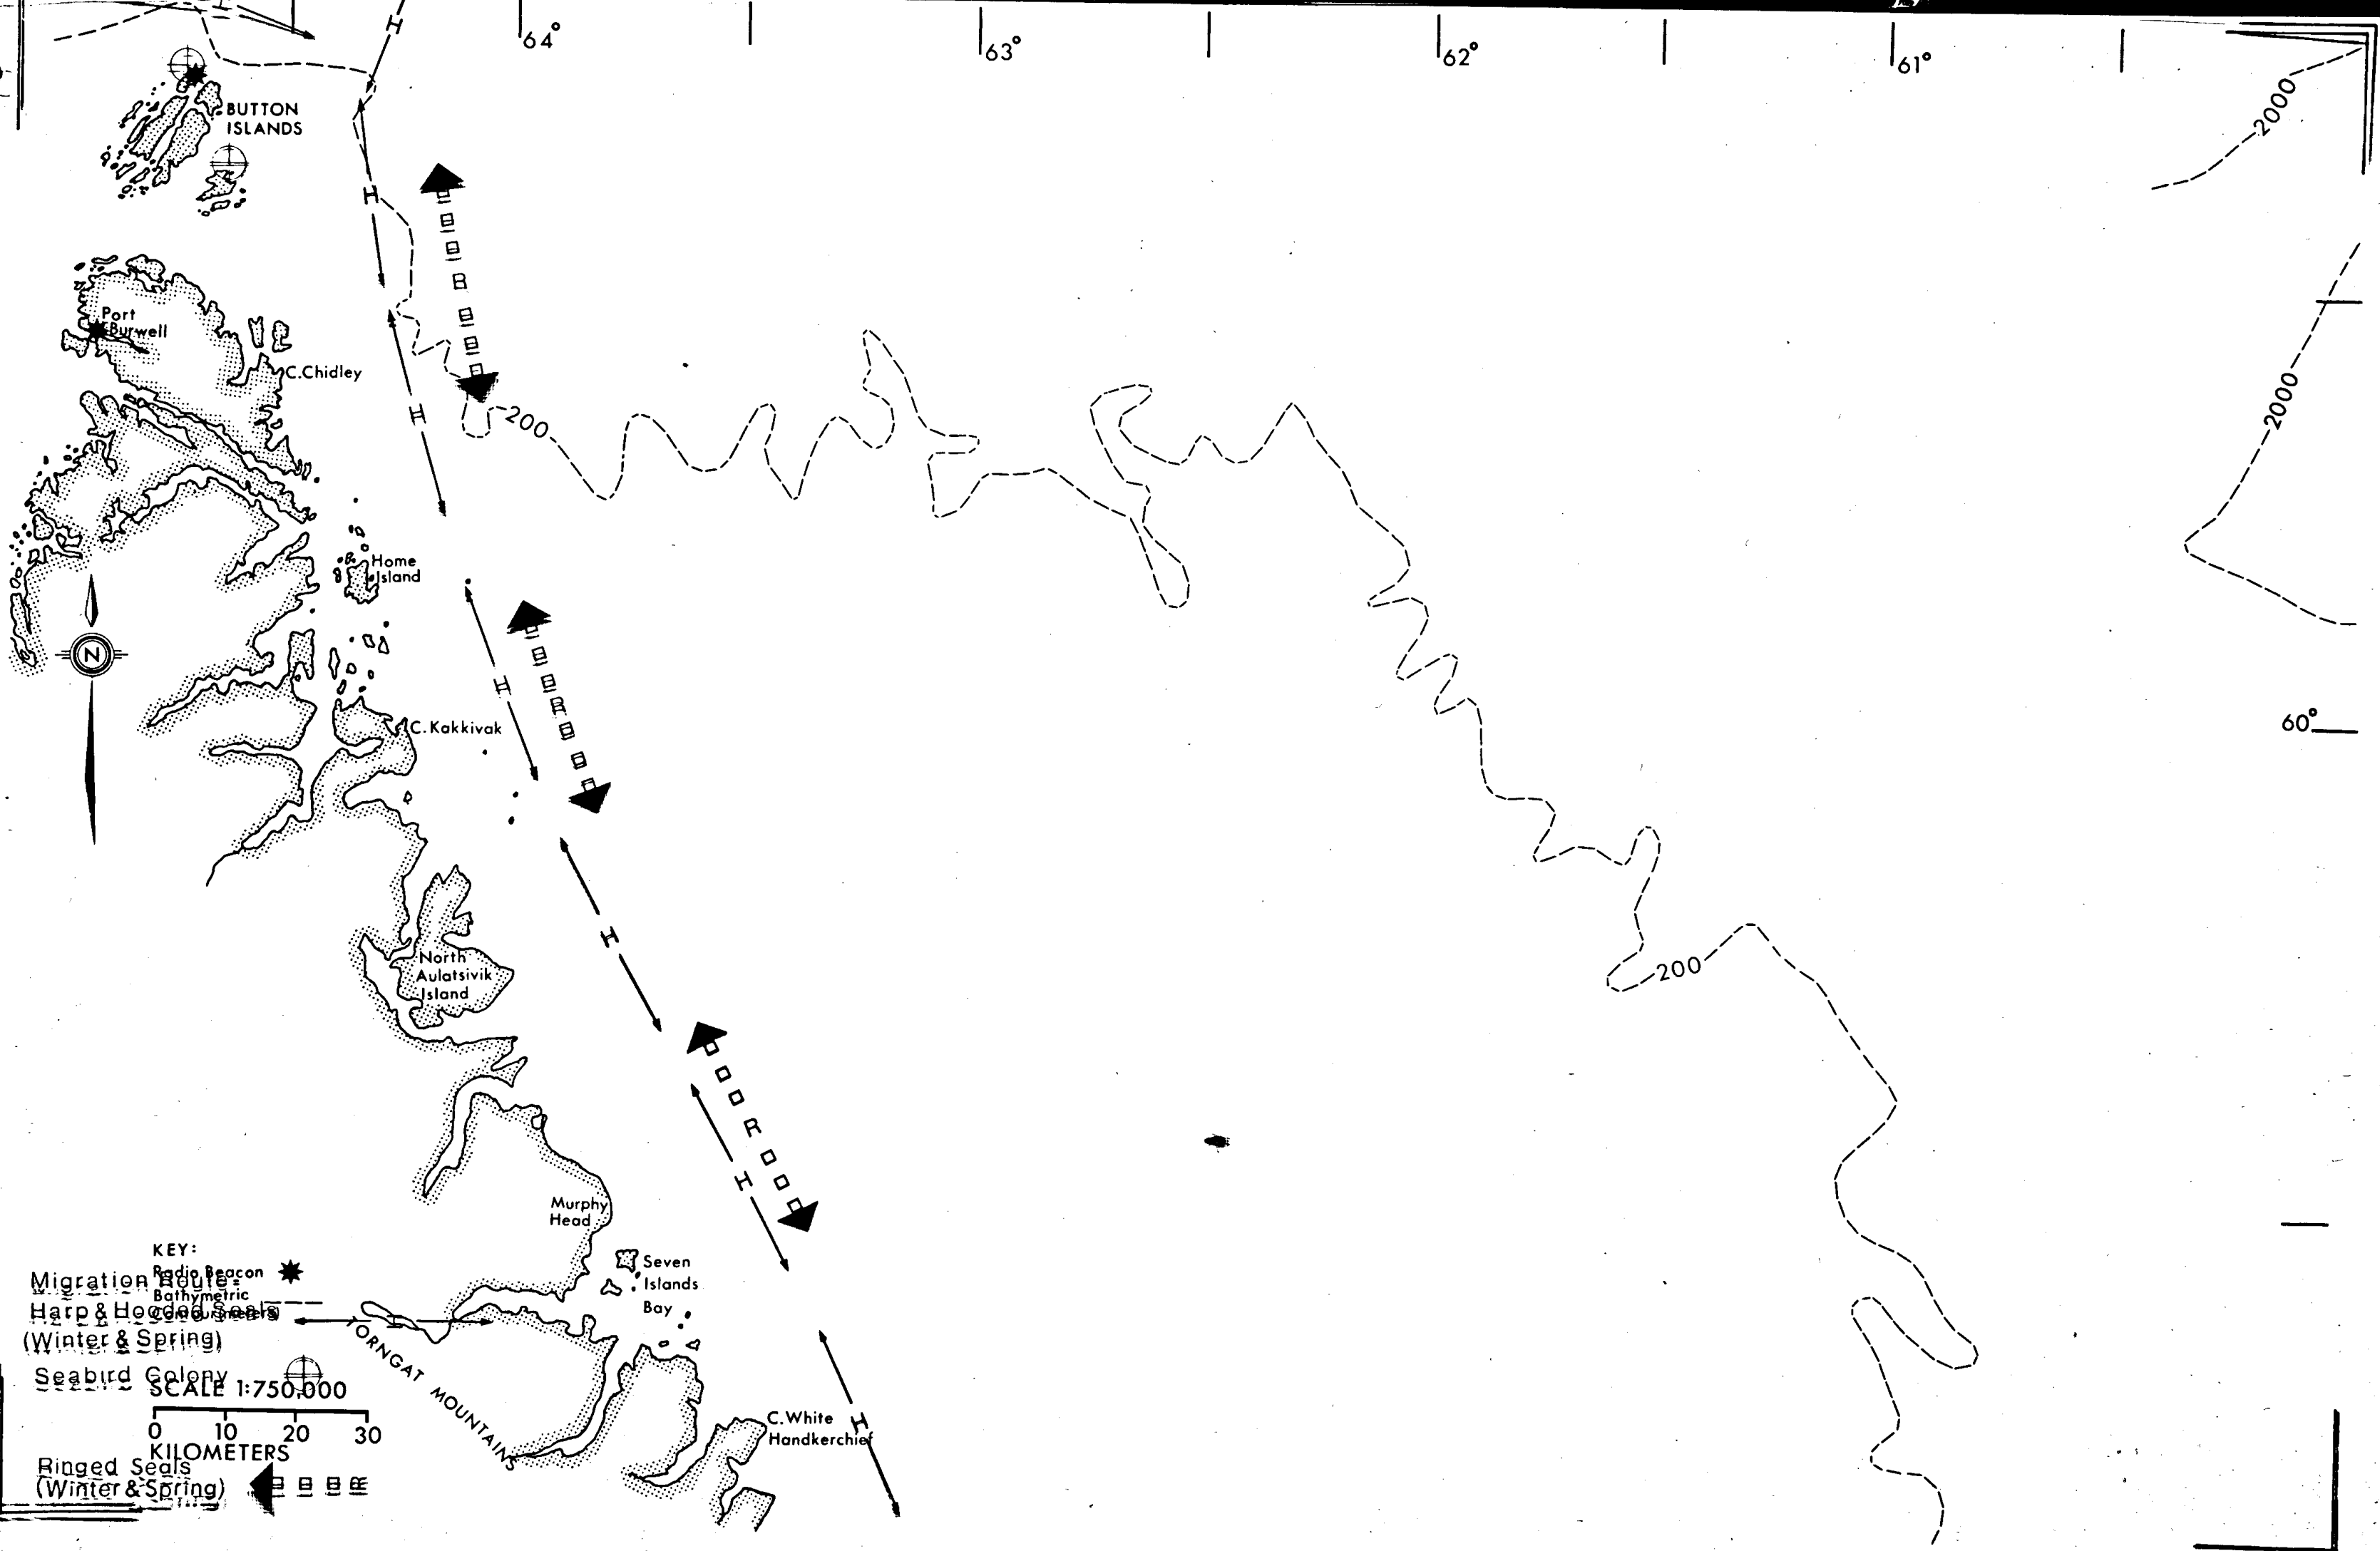 64°
63°
62°
61°
H
BUTTON
ISLANDS
2000
H
R
Port
Burwell
C.Chidley
H
200
2000
Home
Island
N
H
R
C.Kakkivak
60°
H
North
Aulatsivik
Island
200
R
H
Murphy
Head
Seven
Islands
Bay
KEY:
Radio Beacon
Migration Route:
Bathymetric
Harp & Hooded Seals
(Winter & Spring)
H
TORNGAT MOUNTAINS
Seabird Colony
SCALE 1:750,000
0 10 20 30
KILOMETERS
Ringed Seals
(Winter & Spring)
R
C.White
Handkerchief
H